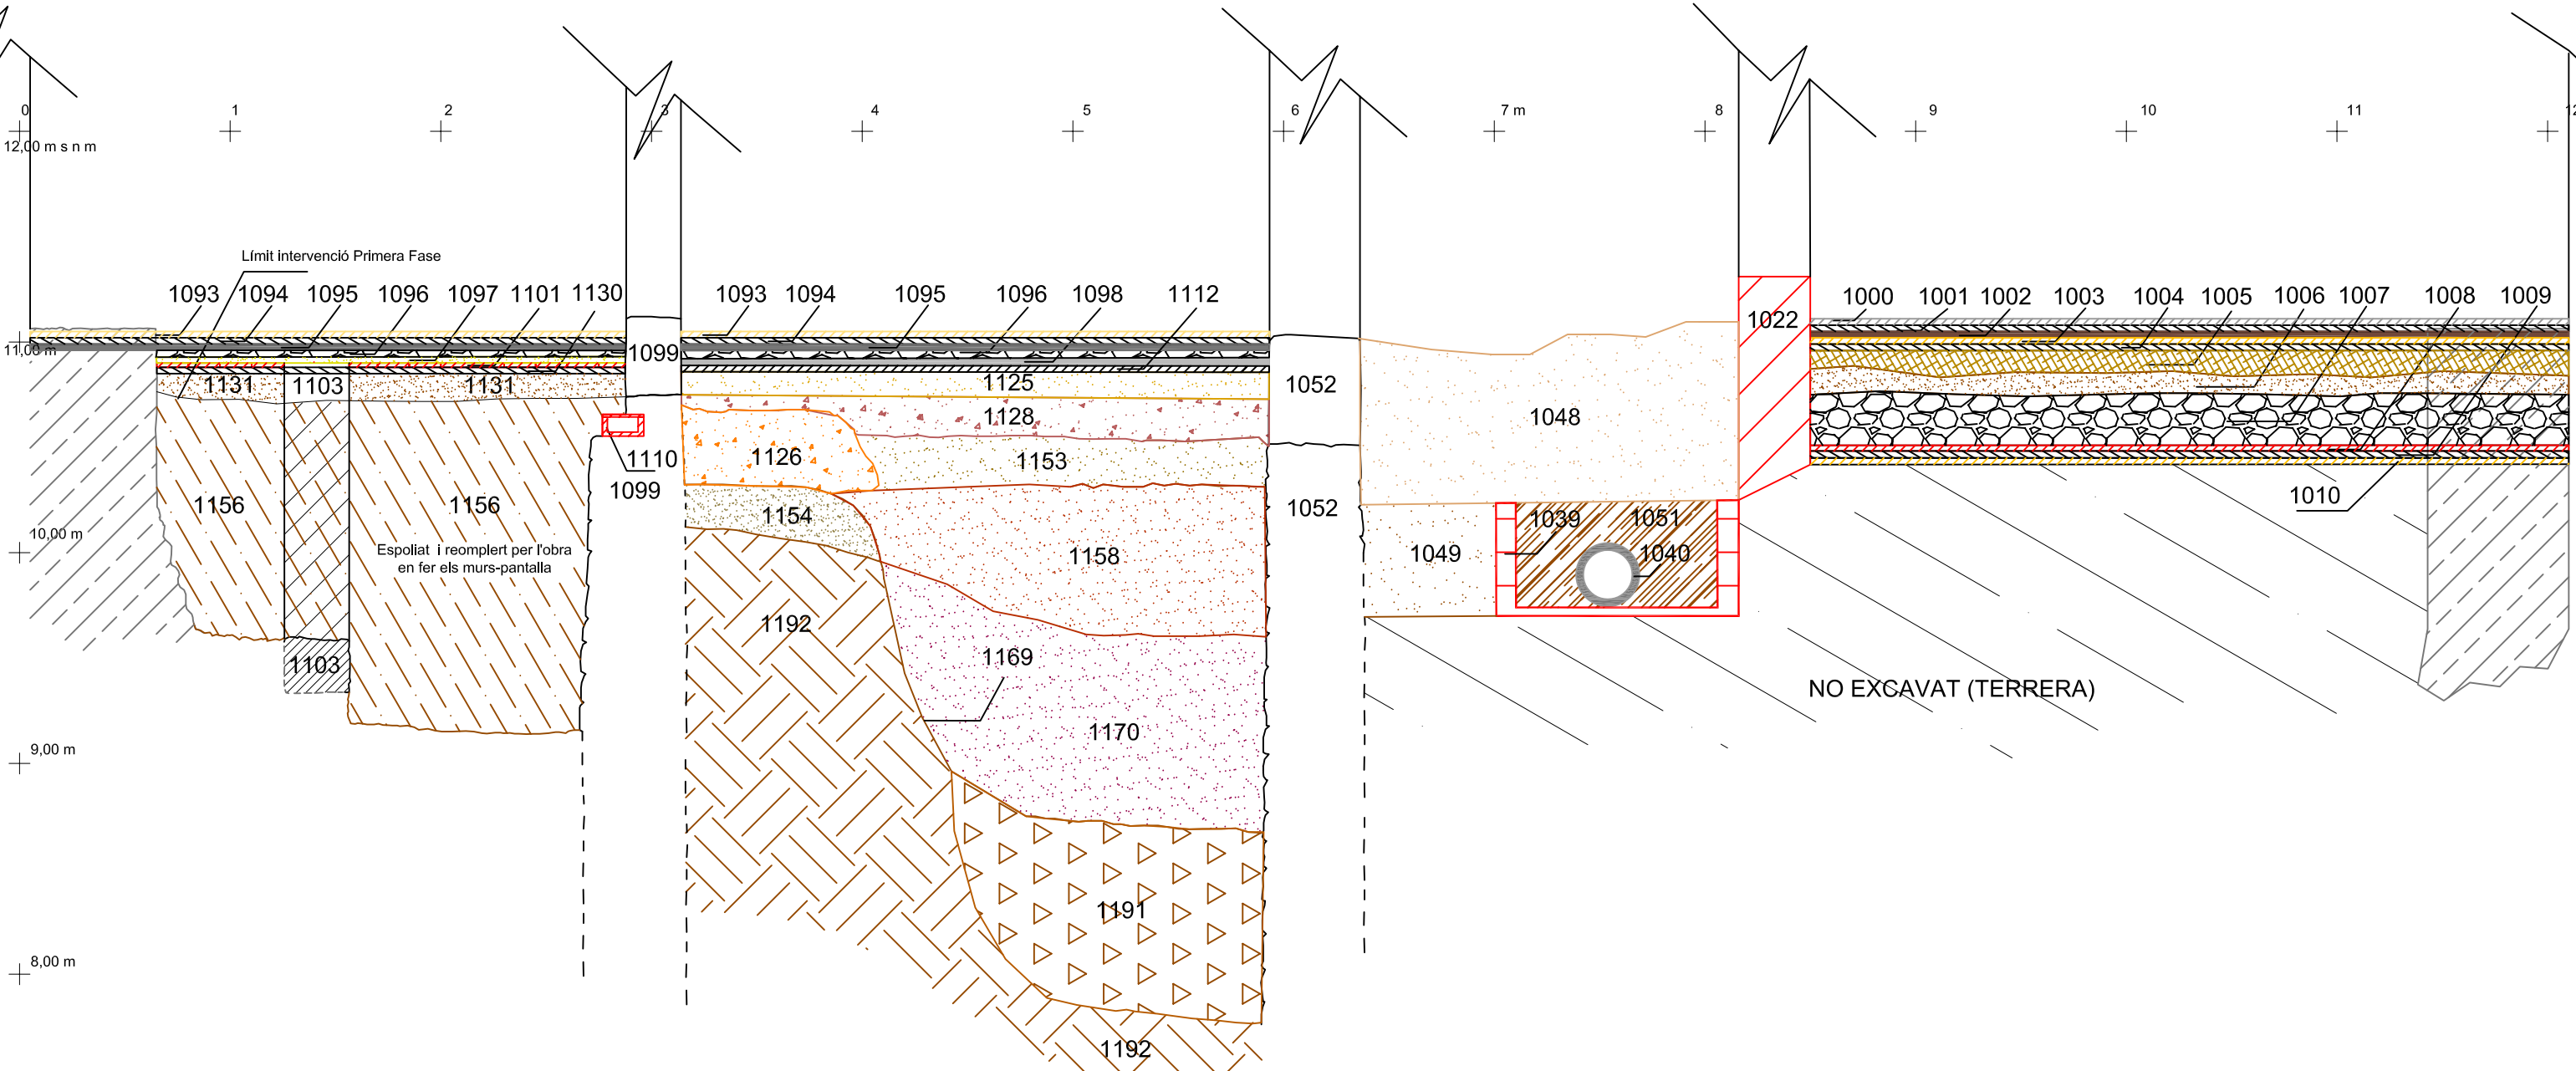 0 1 2 3 4 5 6 7 m 8 9 10 11 12
12,00 m s n m
Límit intervenció Primera Fase
1093 1094 1095 1096 1097 1101 1130 1093 1094 1095 1096 1098 1112 1000 1001 1002 1003 1004 1005 1006 1007 1008 1009
1022
11,00 m
1099
1131 1103 1131 1125 1052
1128 1048
1126 1153
1110
1099
1156 1156 1154 1052 1010
1039 1051
10,00 m
Espoliat i reomplert per l'obra
en fer els murs-pantalla
1158 1049 1040
1192
1103 1169
NO EXCAVAT (TERRERA)
1170
9,00 m
1191
8,00 m
1192